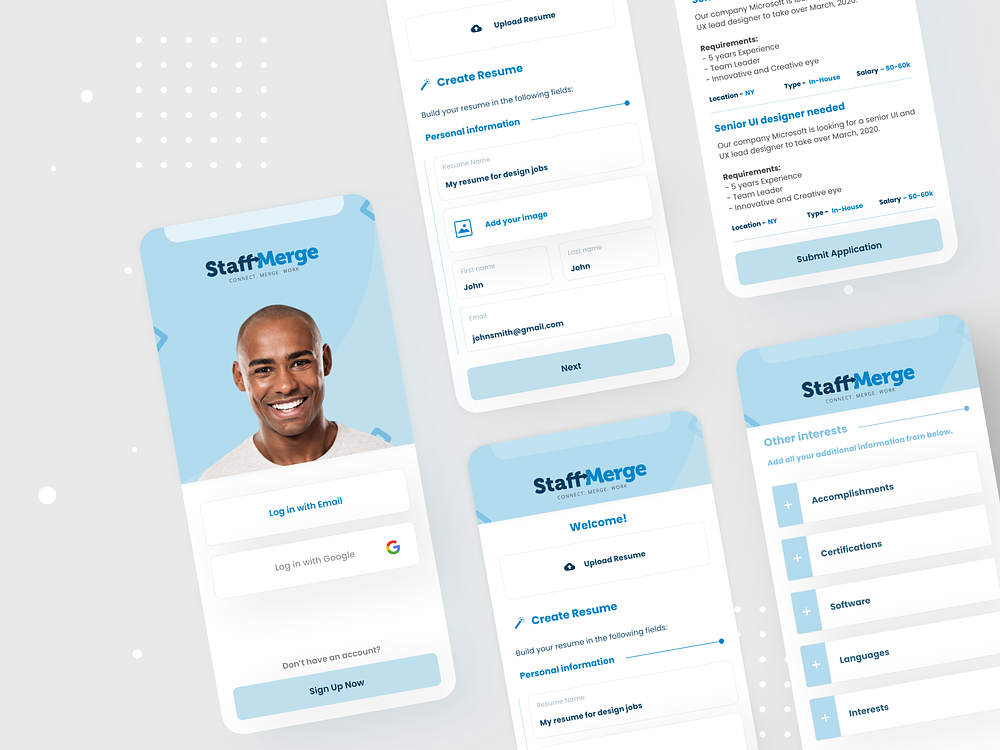 StaffMerge
CONNECT. MERGE. WORK
Log in with Email
Log in with Google
Don't have an account?
Sign Up Now
Upload Resume
Create Resume
Build your resume in the following fields:
Personal information
Resume Name
My resume for design jobs
Add your image
First name
John
Last name
John
Email
johnsmith@gmail.com
Next
StaffMerge
CONNECT. MERGE. WORK
Welcome!
Upload Resume
Create Resume
Build your resume in the following fields:
Personal information
Resume Name
My resume for design jobs
Our company Microsoft is looking for a senior UI and
UX lead designer to take over March, 2020.
Requirements:
- 5 years Experience
- Team Leader
- Innovative and Creative eye
Location - NY
Type - In-House
Salary - 50-60k
Senior UI designer needed
Our company Microsoft is looking for a senior UI and
UX lead designer to take over March, 2020.
Requirements:
- 5 years Experience
- Team Leader
- Innovative and Creative eye
Location - NY
Type - In-House
Salary - 50-60k
Submit Application
StaffMerge
CONNECT. MERGE. WORK
Other interests
Add all your additional information from below.
+ Accomplishments
+ Certifications
+ Software
+ Languages
+ Interests